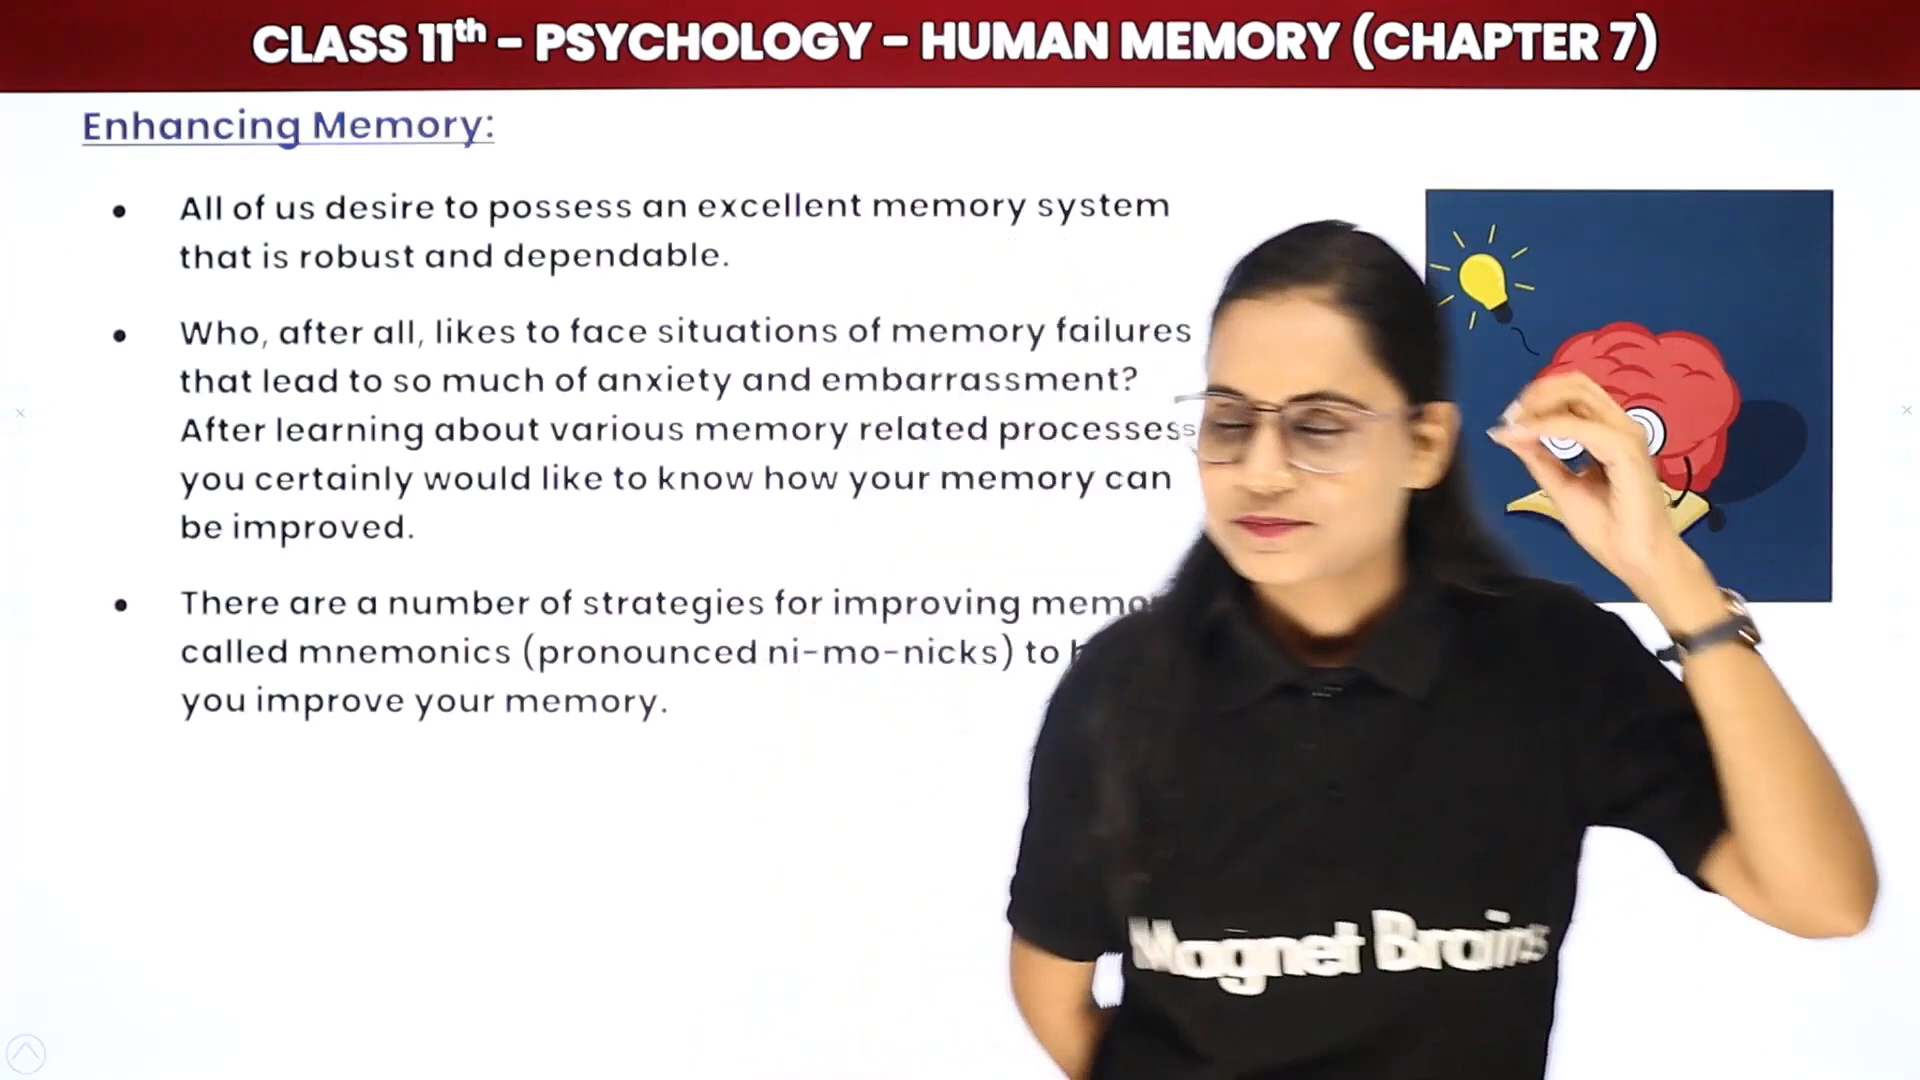 CLASS 11th – PSYCHOLOGY – HUMAN MEMORY (CHAPTER 7)
Enhancing Memory:
• All of us desire to possess an excellent memory system
that is robust and dependable.
• Who, after all, likes to face situations of memory failures
that lead to so much of anxiety and embarrassment?
After learning about various memory related processes
you certainly would like to know how your memory can
be improved.
• There are a number of strategies for improving
called mnemonics (pronounced ni-mo-nicks) to
you improve your memory.
Magnet Brains